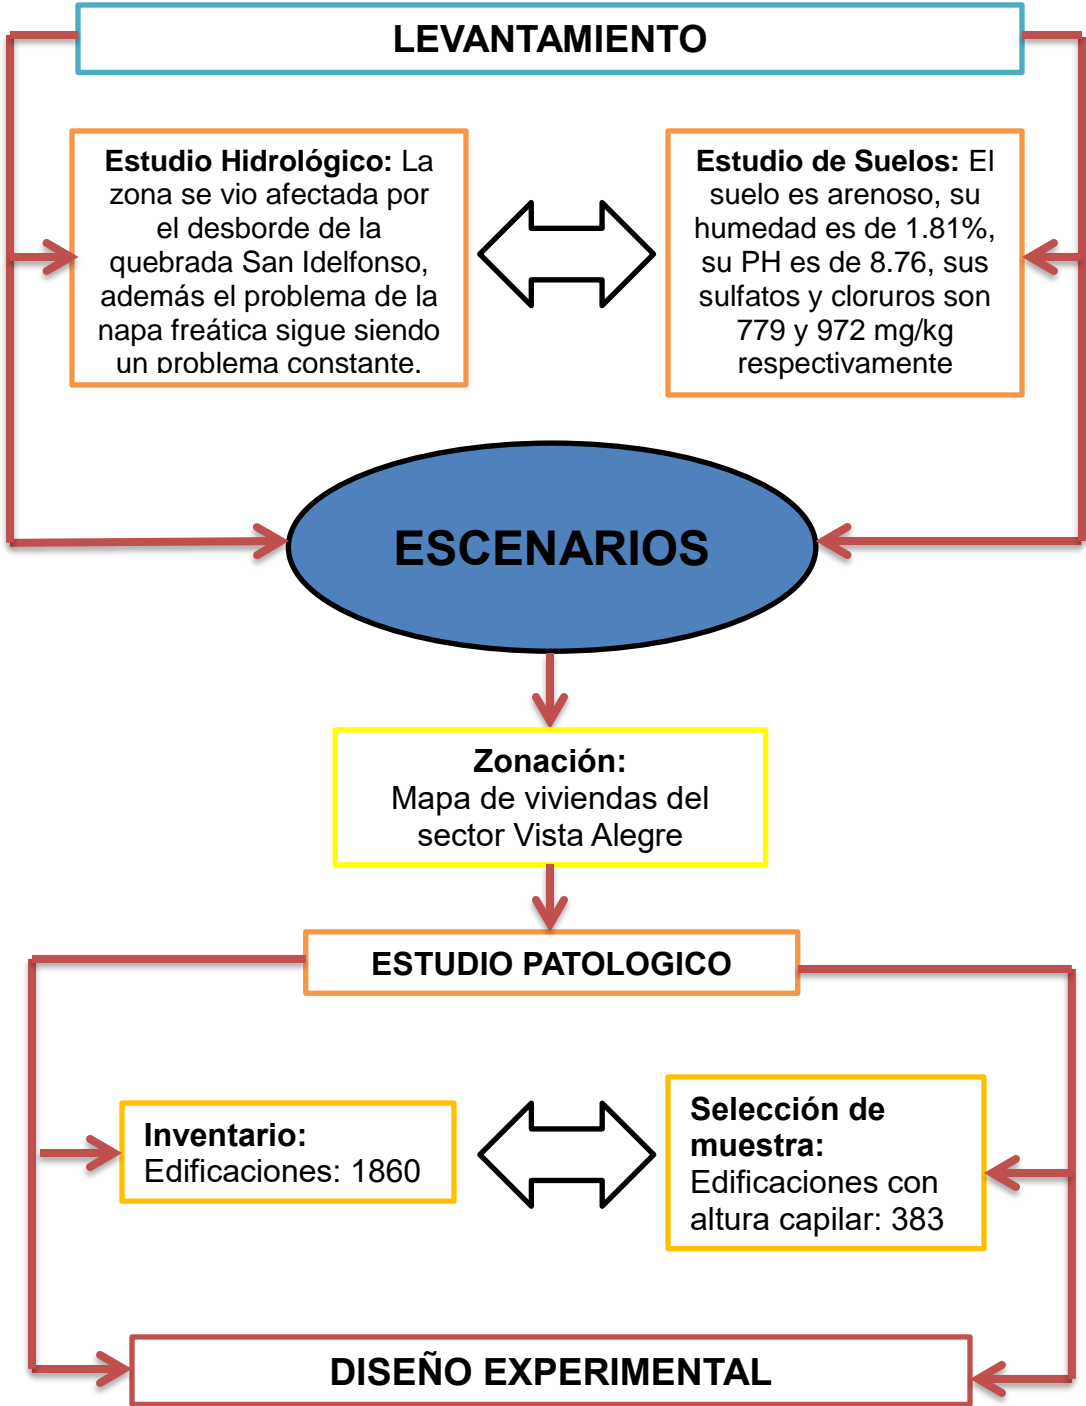 LEVANTAMIENTO
Estudio Hidrológico: La
zona se vio afectada por
el desborde de la
quebrada San Idelfonso,
además el problema de la
napa freática sigue siendo
un problema constante.
Estudio de Suelos: El
suelo es arenoso, su
humedad es de 1.81%,
su PH es de 8.76, sus
sulfatos y cloruros son
779 y 972 mg/kg
respectivamente
ESCENARIOS
Zonación:
Mapa de viviendas del
sector Vista Alegre
ESTUDIO PATOLOGICO
Inventario:
Edificaciones: 1860
Selección de
muestra:
Edificaciones con
altura capilar: 383
DISEÑO EXPERIMENTAL